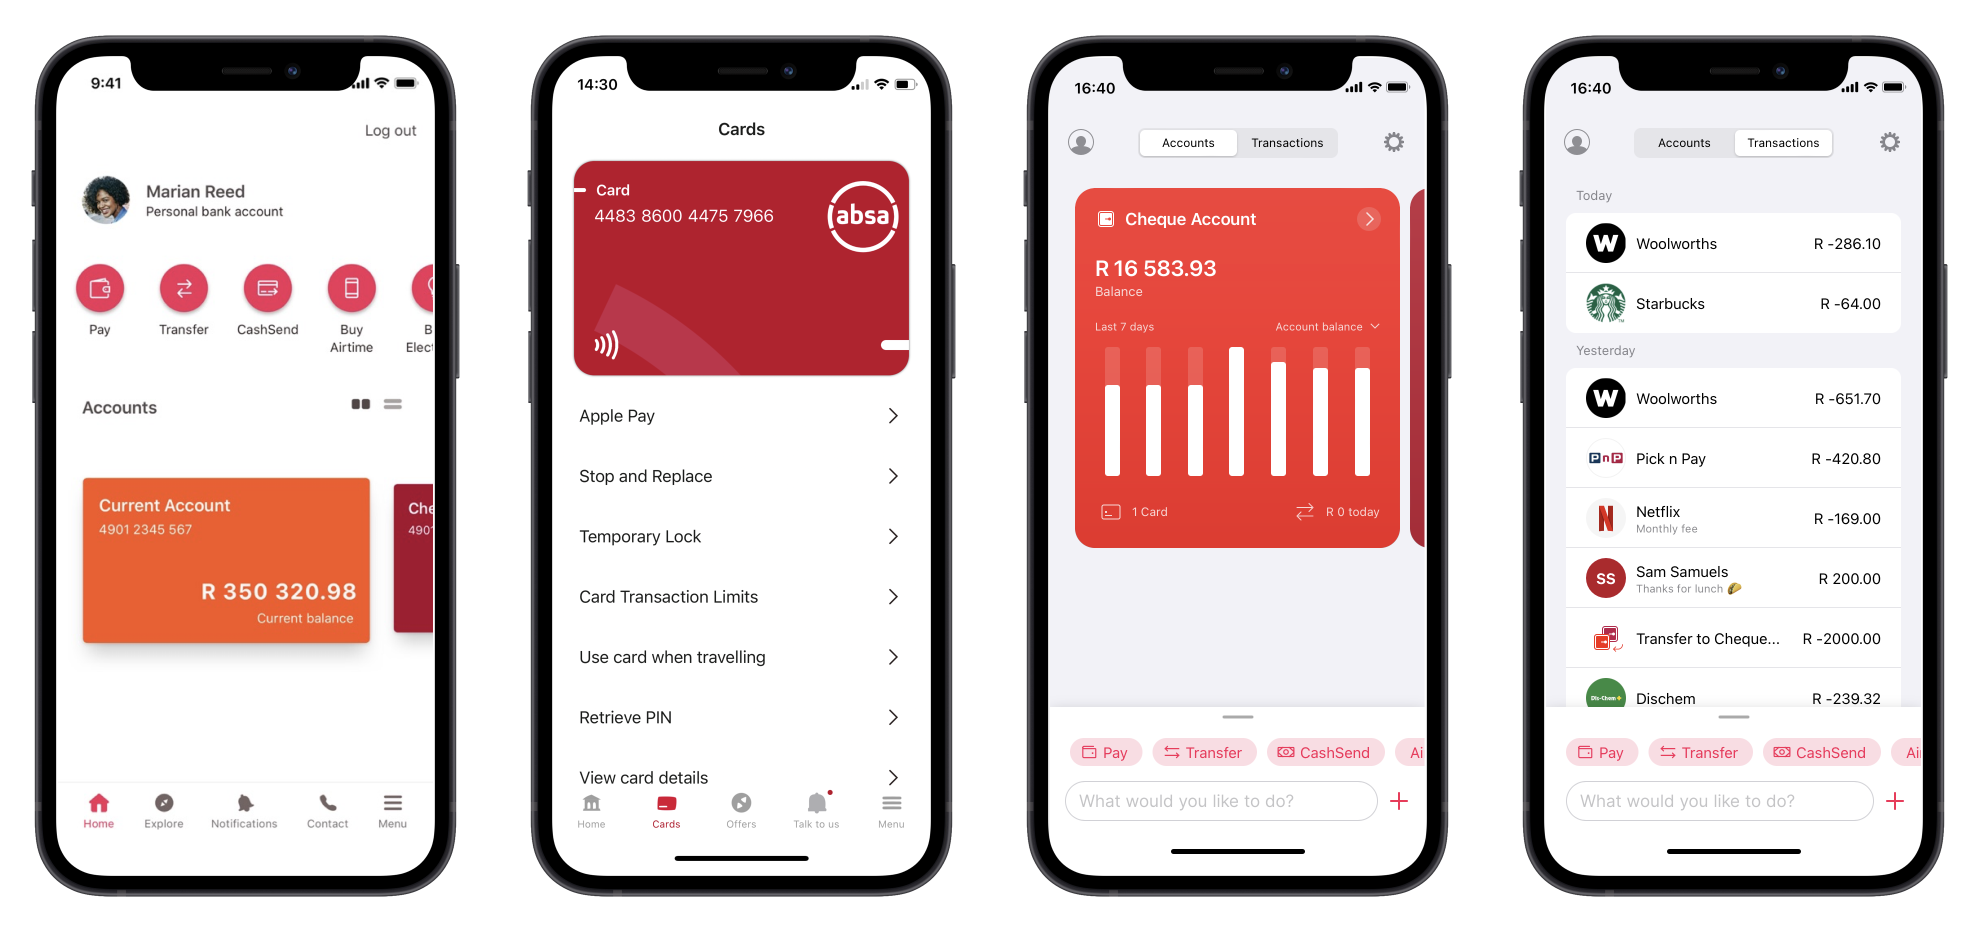 9:41
Log out
Marian Reed
Personal bank account
Pay
Transfer
CashSend
Buy
Airtime
B
Elect
Accounts
Current Account
4901 2345 567
R 350 320.98
Current balance
Che
4901
Home
Explore
Notifications
Contact
Menu
14:30
Cards
Card
4483 8600 4475 7966
absa
Apple Pay
Stop and Replace
Temporary Lock
Card Transaction Limits
Use card when travelling
Retrieve PIN
View card details
Home
Cards
Offers
Talk to us
Menu
16:40
Accounts
Transactions
Cheque Account
R 16 583.93
Balance
Last 7 days
Account balance
1 Card
R 0 today
Pay
Transfer
CashSend
Ai
What would you like to do?
16:40
Accounts
Transactions
Today
W
Woolworths
R -286.10
Starbucks
R -64.00
TM
Yesterday
W
Woolworths
R -651.70
PnP
Pick n Pay
R -420.80
N
Netflix
Monthly fee
R -169.00
SS
Sam Samuels
Thanks for lunch 🌮
R 200.00
Transfer to Cheque...
R -2000.00
Dis-Chem
Dischem
R -239.32
Pay
Transfer
CashSend
Ai
What would you like to do?